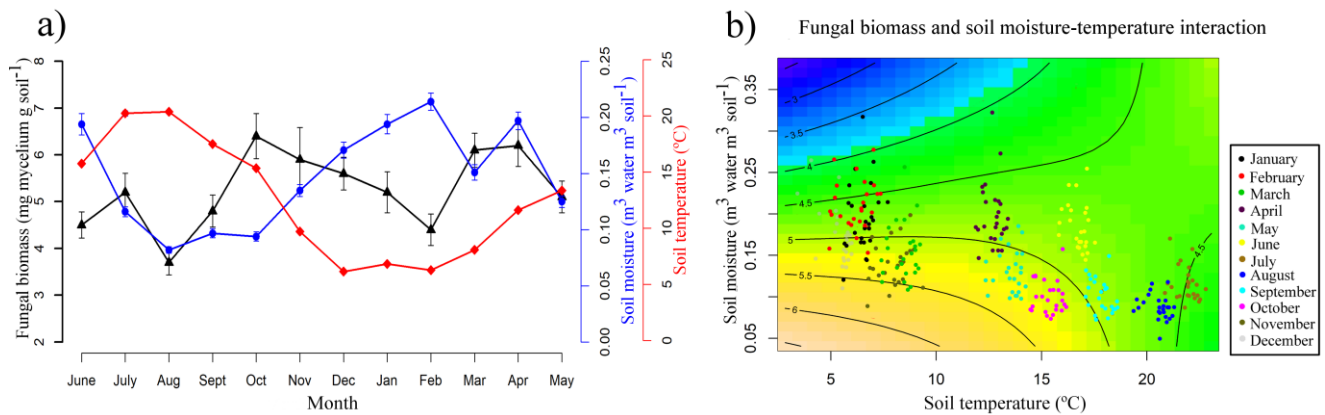 a)
Fungal biomass (mg mycelium g soil⁻¹)
8
7
6
5
4
3
2
June July Aug Sept Oct Nov Dec Jan Feb Mar Apr May
Month
0.25
0.20
0.15
0.10
0.05
0.00
Soil moisture (m³ water m³ soil⁻¹)
25
20
15
10
5
0
Soil temperature (ºC)
b)
Fungal biomass and soil moisture-temperature interaction
Soil moisture (m³ water m³ soil⁻¹)
0.35
0.25
0.15
0.05
3
3.5
4
4.5
5
5.5
6
4.5
5 10 15 20
Soil temperature (ºC)
January
February
March
April
May
June
July
August
September
October
November
December